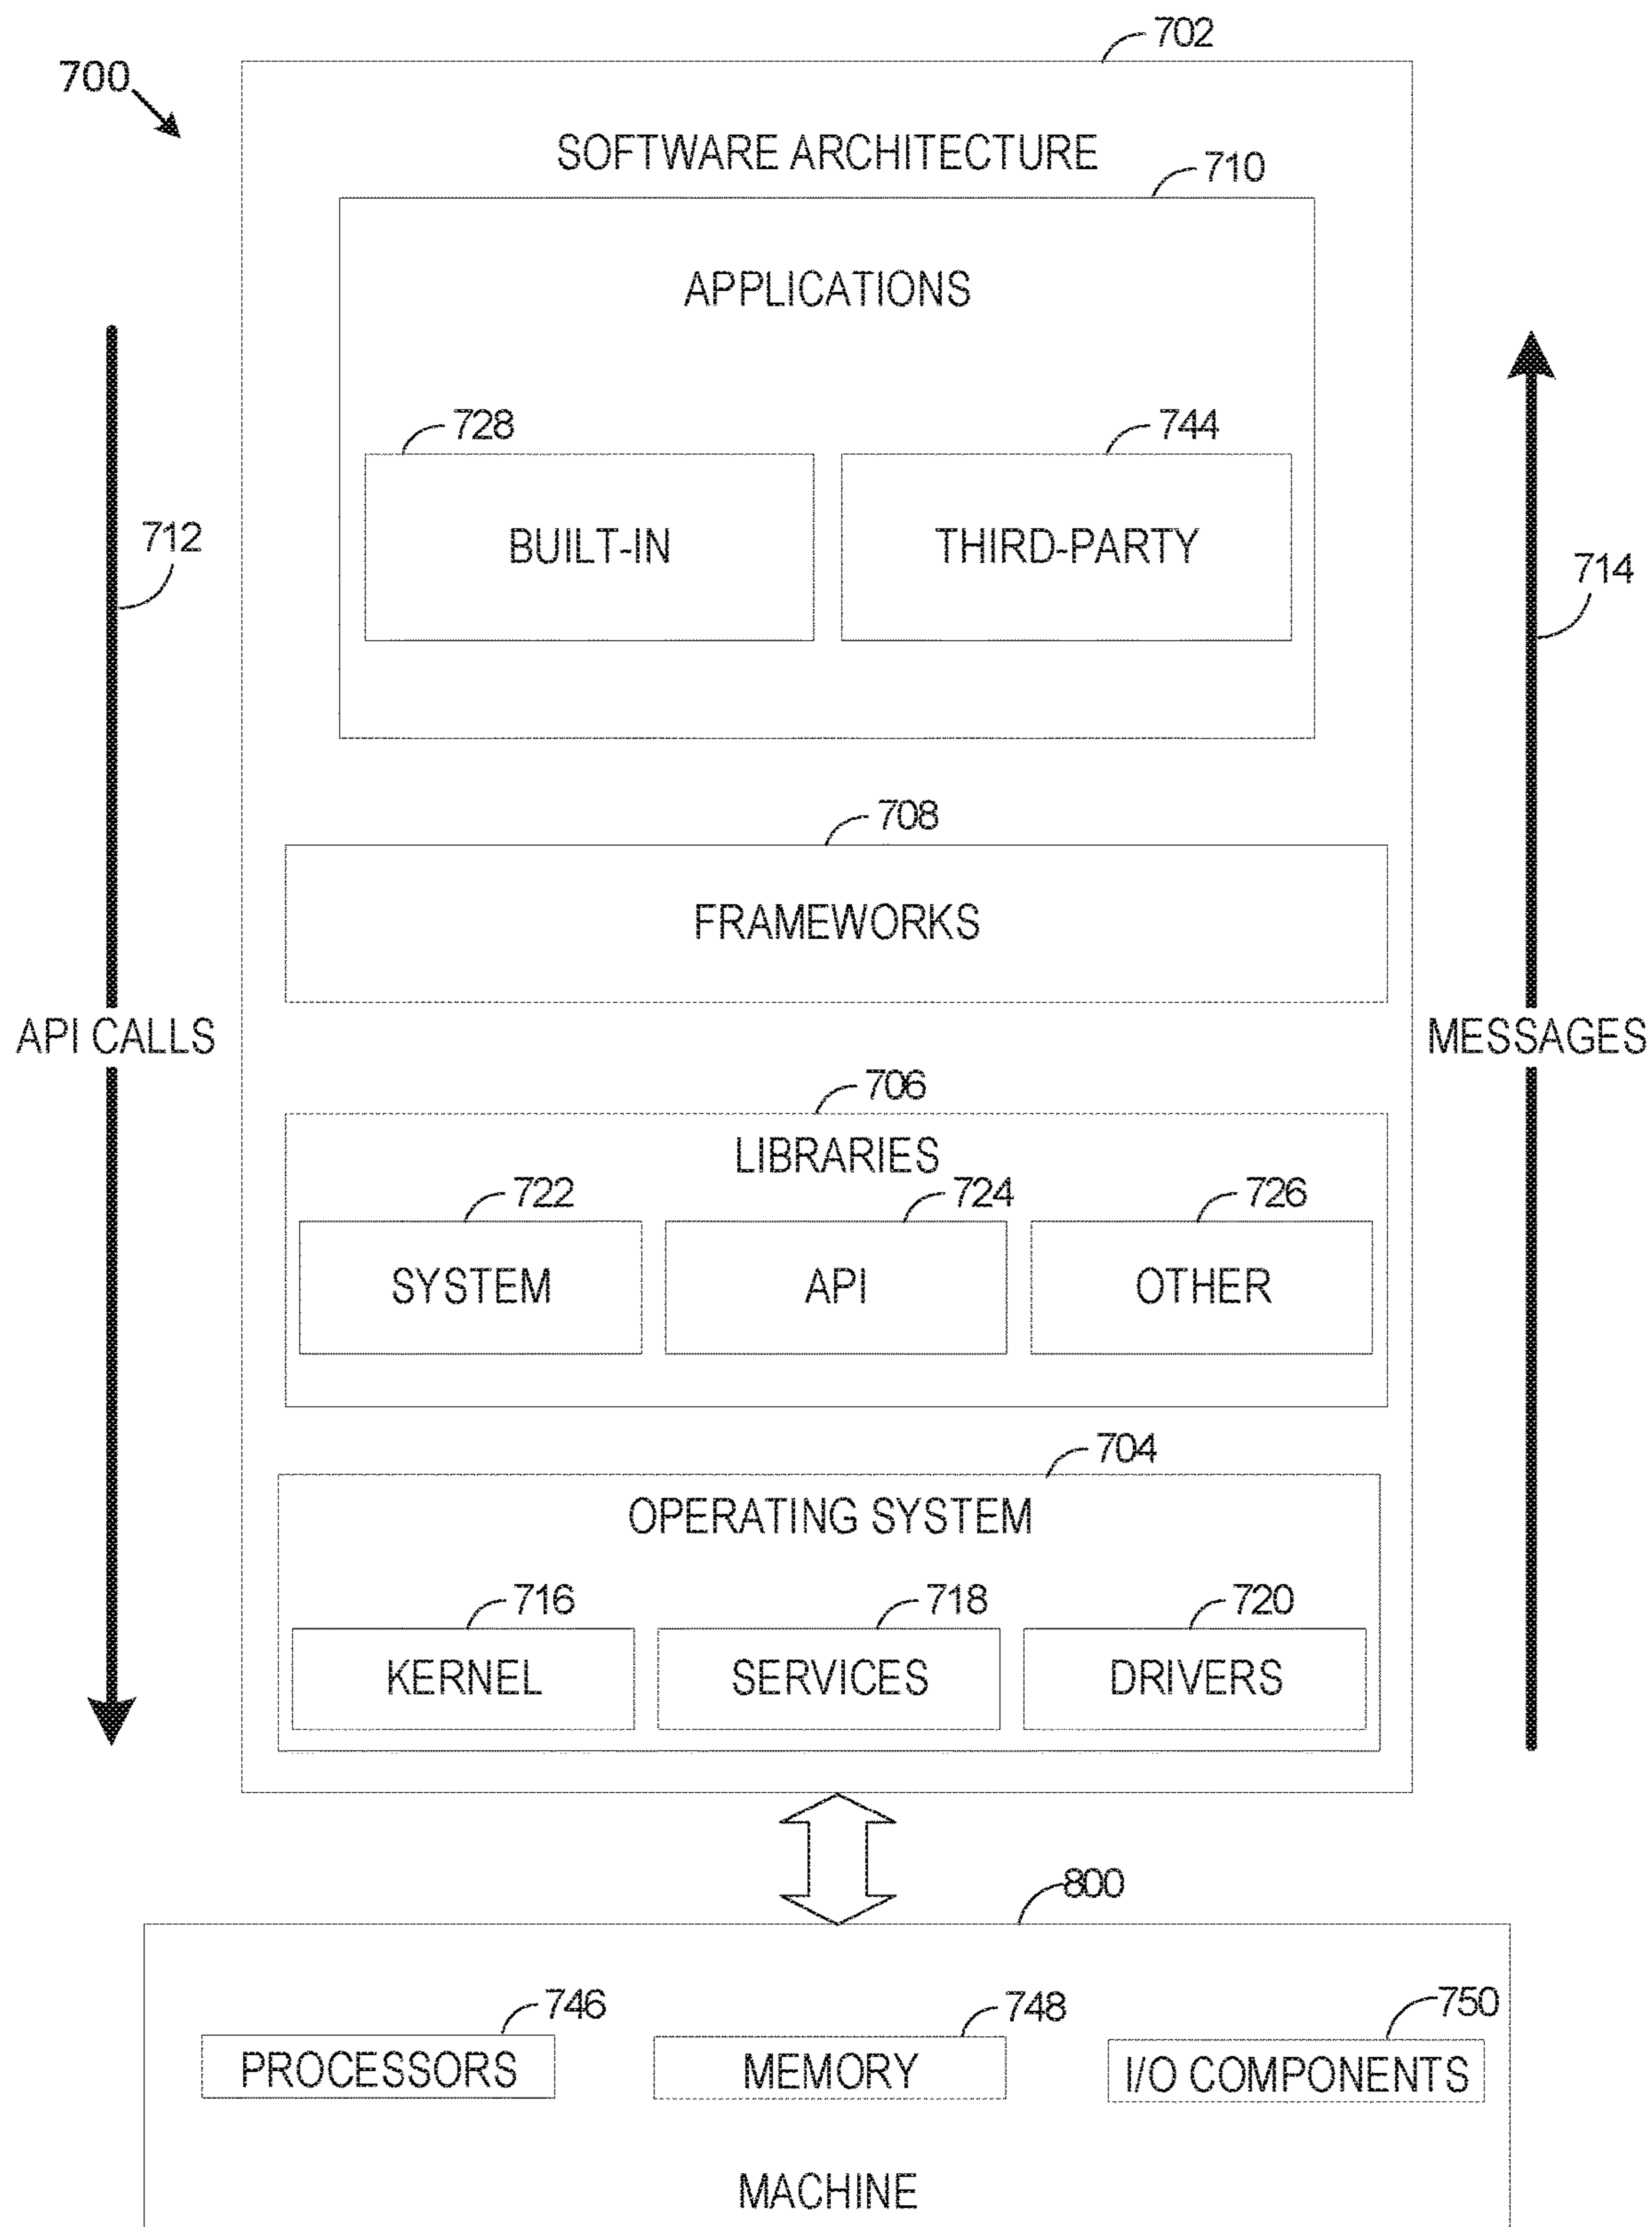 702
700
SOFTWARE ARCHITECTURE
710
APPLICATIONS
728
744
BUILT-IN
THIRD-PARTY
712
714
708
FRAMEWORKS
API CALLS
MESSAGES
706
LIBRARIES
722
724
726
SYSTEM
API
OTHER
704
OPERATING SYSTEM
716
718
720
KERNEL
SERVICES
DRIVERS
800
746
748
750
PROCESSORS
MEMORY
I/O COMPONENTS
MACHINE